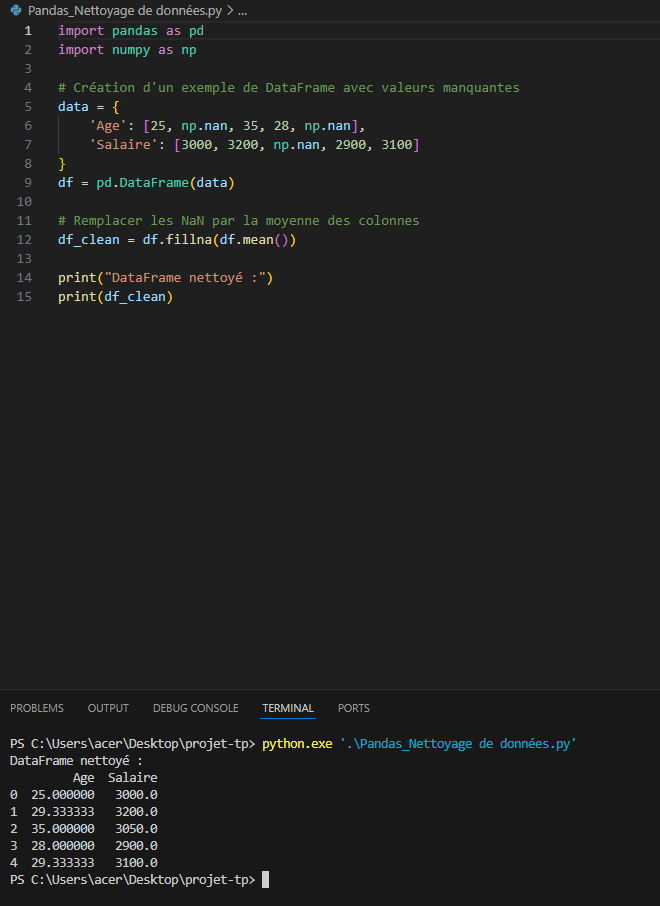 Pandas_Nettoyage de données.py > ...
1 import pandas as pd
2 import numpy as np
3
4 # Création d'un exemple de DataFrame avec valeurs manquantes
5 data = {
6     'Age': [25, np.nan, 35, 28, np.nan],
7     'Salaire': [3000, 3200, np.nan, 2900, 3100]
8 }
9 df = pd.DataFrame(data)
10
11 # Remplacer les NaN par la moyenne des colonnes
12 df_clean = df.fillna(df.mean())
13
14 print("DataFrame nettoyé :")
15 print(df_clean)
PROBLEMS OUTPUT DEBUG CONSOLE TERMINAL PORTS
PS C:\Users\acer\Desktop\projet-tp> python.exe '.\Pandas_Nettoyage de données.py'
DataFrame nettoyé :
         Age  Salaire
0  25.000000   3000.0
1  29.333333   3200.0
2  35.000000   3050.0
3  28.000000   2900.0
4  29.333333   3100.0
PS C:\Users\acer\Desktop\projet-tp>